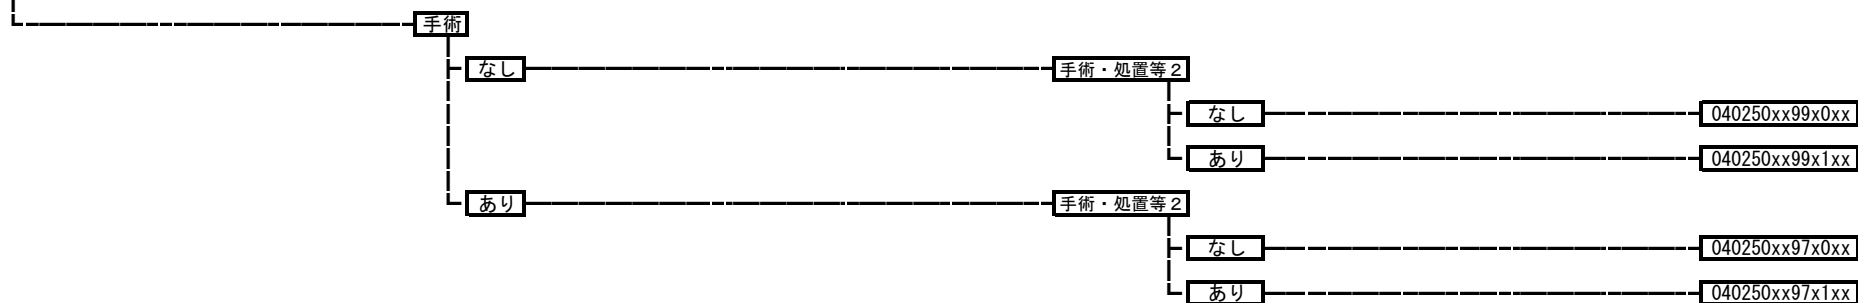 手術
なし 手術・処置等2
なし 040250xx99x0xx
あり 040250xx99x1xx
あり 手術・処置等2
なし 040250xx97x0xx
あり 040250xx97x1xx